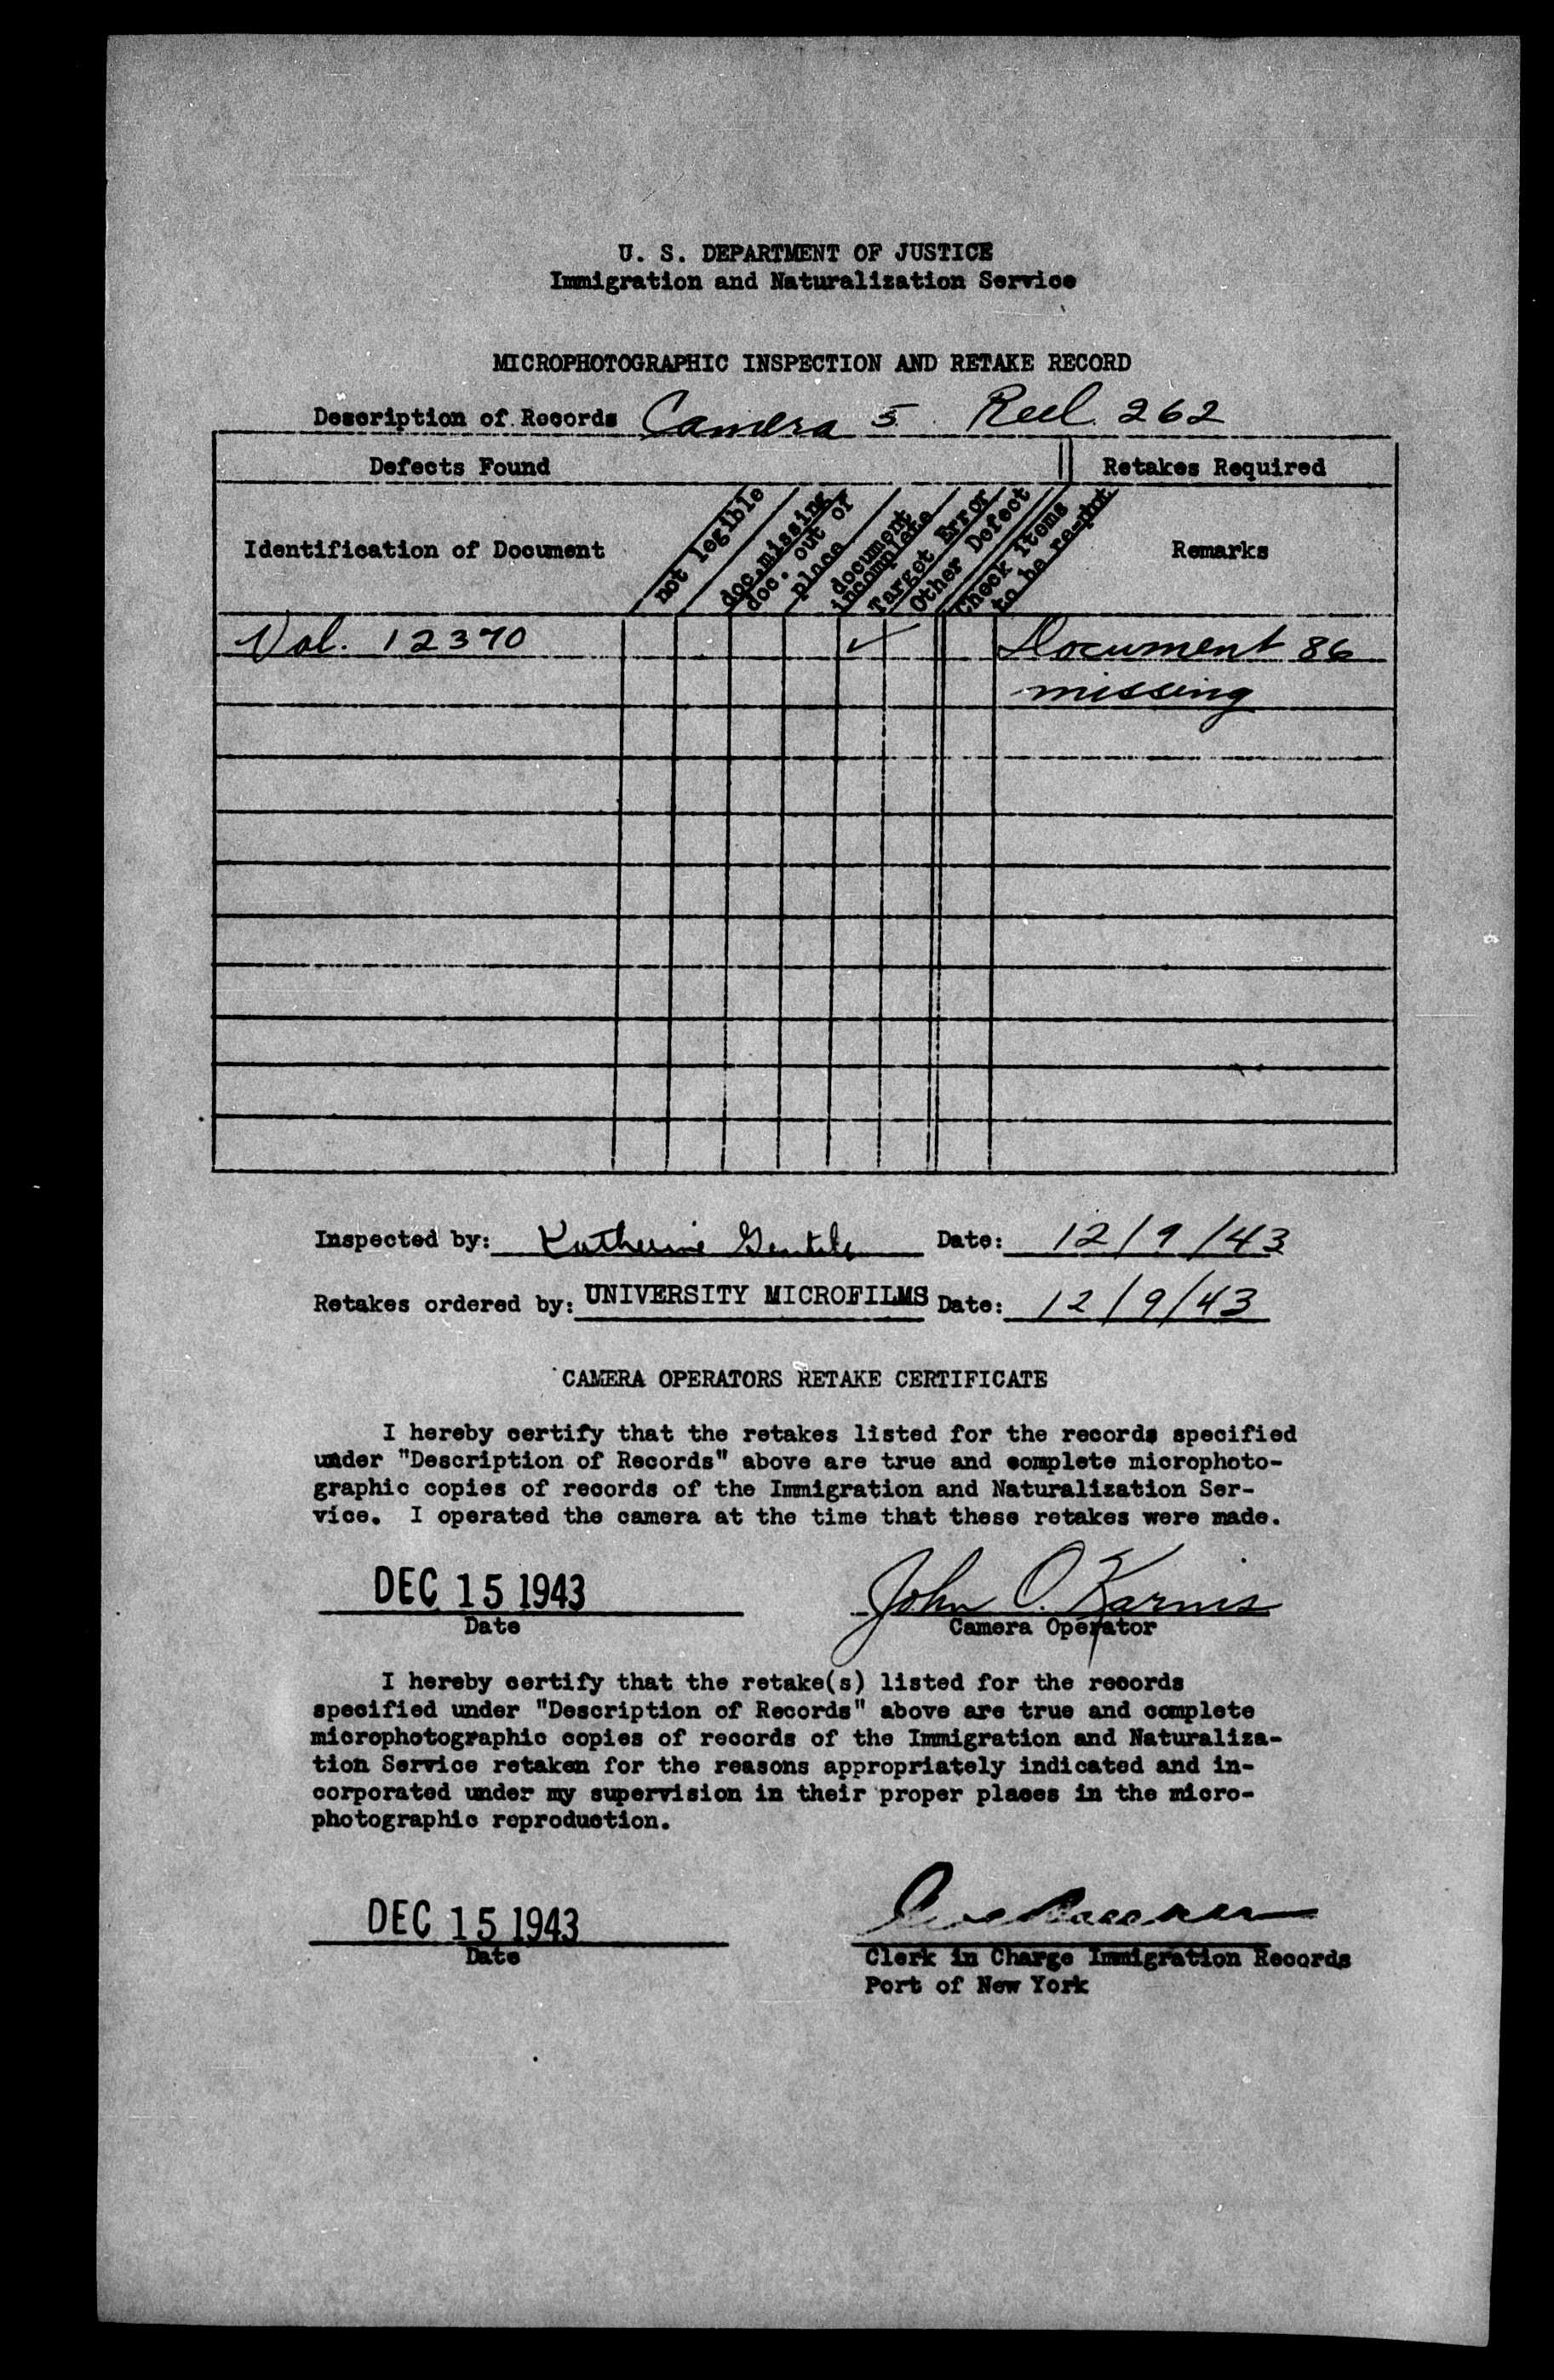 U. S. DEPARTMENT OF JUSTICE
Immigration and Naturalization Service
MICROPHOTOGRAPHIC INSPECTION AND RETAKE RECORD
Description of Records Camera 5 Reel 262
Defects Found Retakes Required
Identification of Document
not legible
doc.missing
doc. out of
place
document
incomplete
Target Error
Other Defect
Check items
to be re-pht
Remarks
Vol. 12370 ✓ Document 86
missing
Inspected by: Katherine Gentile Date: 12/9/43
Retakes ordered by: UNIVERSITY MICROFILMS Date: 12/9/43
CAMERA OPERATORS RETAKE CERTIFICATE
I hereby certify that the retakes listed for the records specified
under "Description of Records" above are true and complete microphoto-
graphic copies of records of the Immigration and Naturalization Ser-
vice. I operated the camera at the time that these retakes were made.
DEC 15 1943 John O. Karnis
Date Camera Operator
I hereby certify that the retake(s) listed for the records
specified under "Description of Records" above are true and complete
microphotographic copies of records of the Immigration and Naturaliza-
tion Service retaken for the reasons appropriately indicated and in-
corporated under my supervision in their proper places in the micro-
photographic reproduction.
DEC 15 1943
Date Clerk in Charge Immigration Records
Port of New York